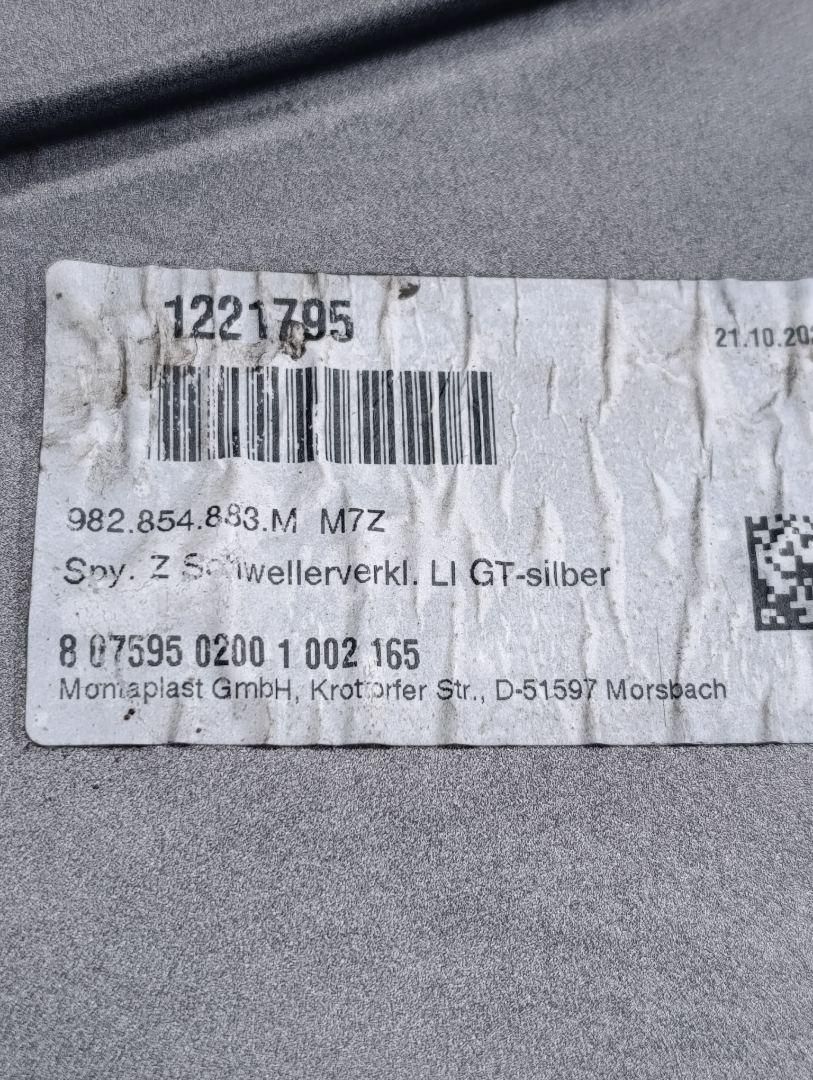 1221795
21.10.20
982.854.883.M M7Z
Spy. Z Schwellerverkl. LI GT-silber
8 07595 0200 1 002 165
Montaplast GmbH, Krottorfer Str., D-51597 Morsbach